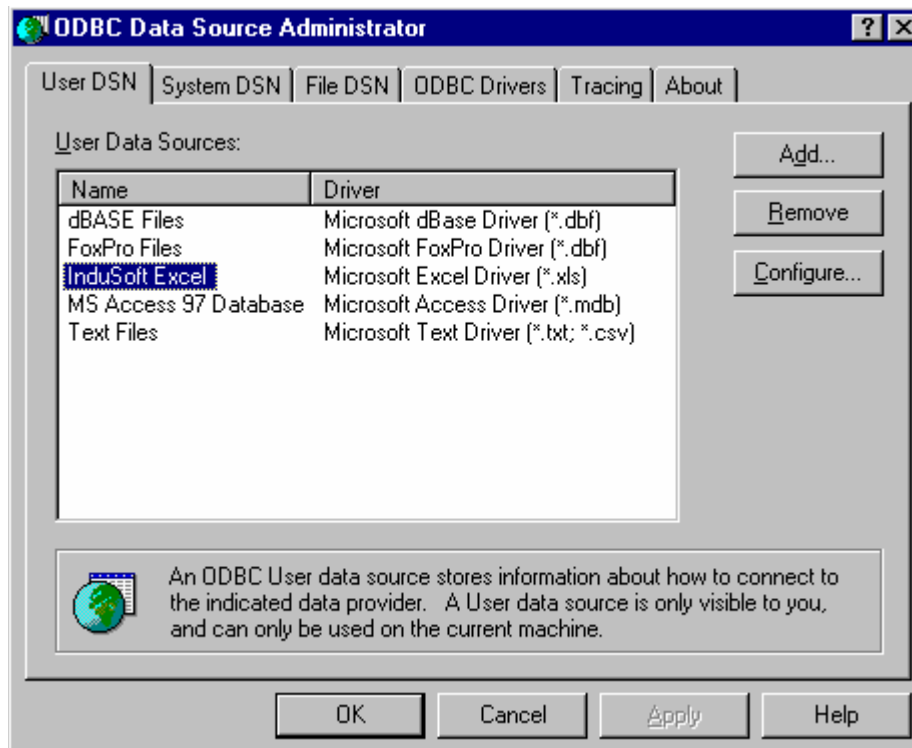 ODBC Data Source Administrator
User DSN System DSN File DSN ODBC Drivers Tracing About
User Data Sources:
Add...
Name Driver
dBASE Files Microsoft dBase Driver (*.dbf)
Remove
FoxPro Files Microsoft FoxPro Driver (*.dbf)
InduSoft Excel Microsoft Excel Driver (*.xls)
Configure...
MS Access 97 Database Microsoft Access Driver (*.mdb)
Text Files Microsoft Text Driver (*.txt; *.csv)
An ODBC User data source stores information about how to connect to
the indicated data provider. A User data source is only visible to you,
and can only be used on the current machine.
OK Cancel Apply Help